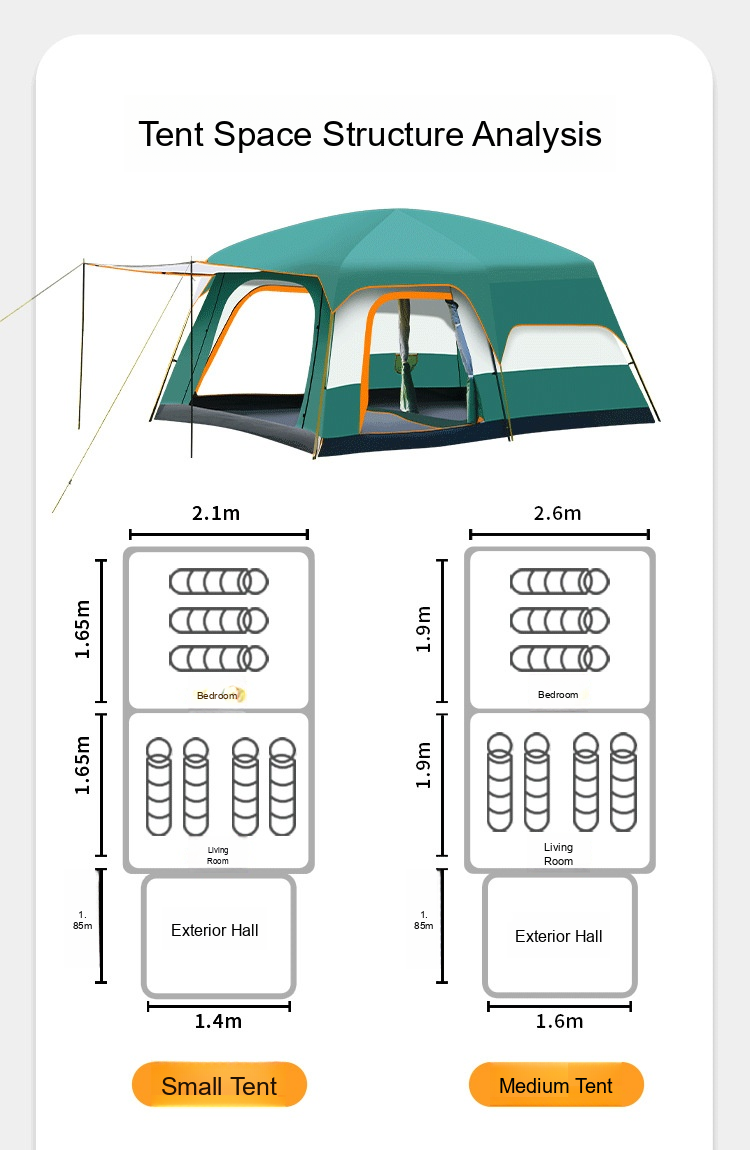 Tent Space Structure Analysis
2.1m
2.6m
1.65m
1.9m
Bedroom
Bedroom
1.65m
1.9m
Living
Room
Living
Room
1.
85m
Exterior Hall
1.
85m
Exterior Hall
1.4m
1.6m
Small Tent
Medium Tent